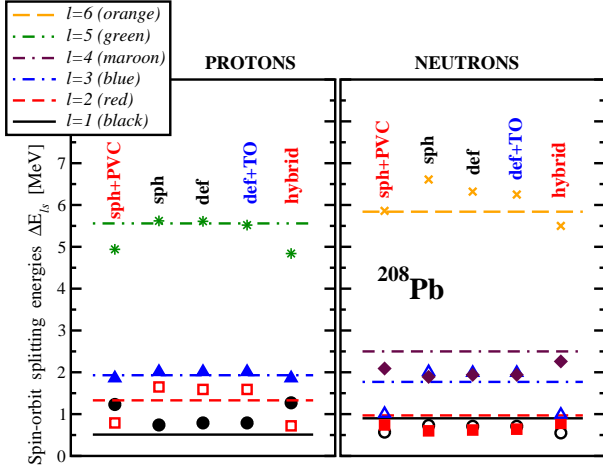 l=6 (orange)
l=5 (green)
l=4 (maroon)
l=3 (blue)
l=2 (red)
l=1 (black)
PROTONS
NEUTRONS
Spin-orbit splitting energies ΔE_ls [MeV]
7
6
5
4
3
2
1
0
sph+PVC
sph
def
def+TO
hybrid
sph+PVC
sph
def
def+TO
hybrid
²⁰⁸Pb